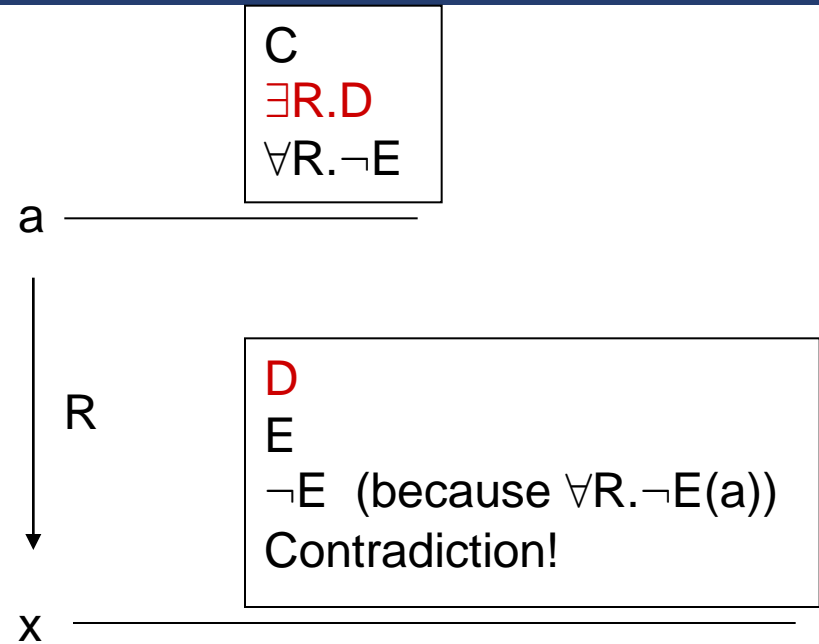 C
∃R.D
∀R.¬E
a
R
D
E
¬E (because ∀R.¬E(a))
Contradiction!
x